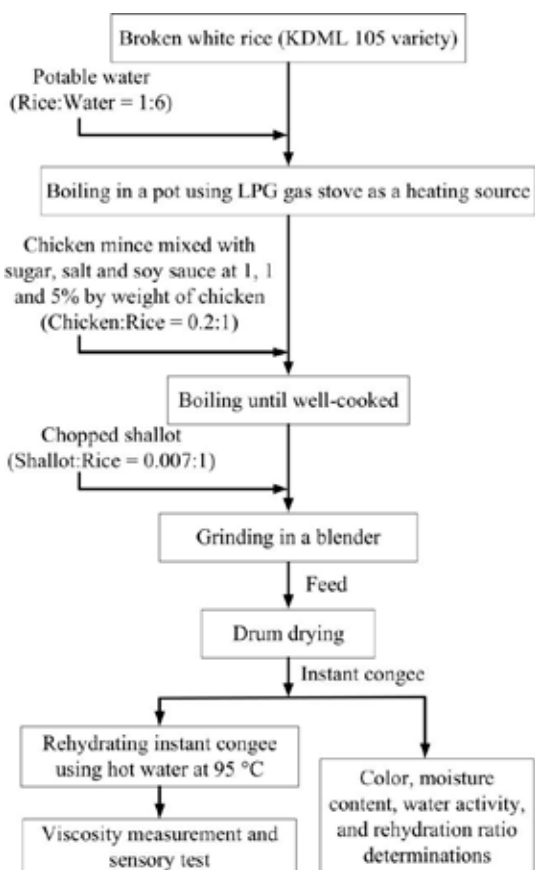 Broken white rice (KDML 105 variety)
Potable water
(Rice:Water = 1:6)
Boiling in a pot using LPG gas stove as a heating source
Chicken mince mixed with
sugar, salt and soy sauce at 1, 1
and 5% by weight of chicken
(Chicken:Rice = 0.2:1)
Boiling until well-cooked
Chopped shallot
(Shallot:Rice = 0.007:1)
Grinding in a blender
Feed
Drum drying
Instant congee
Rehydrating instant congee
using hot water at 95 °C
Viscosity measurement and
sensory test
Color, moisture
content, water activity,
and rehydration ratio
determinations